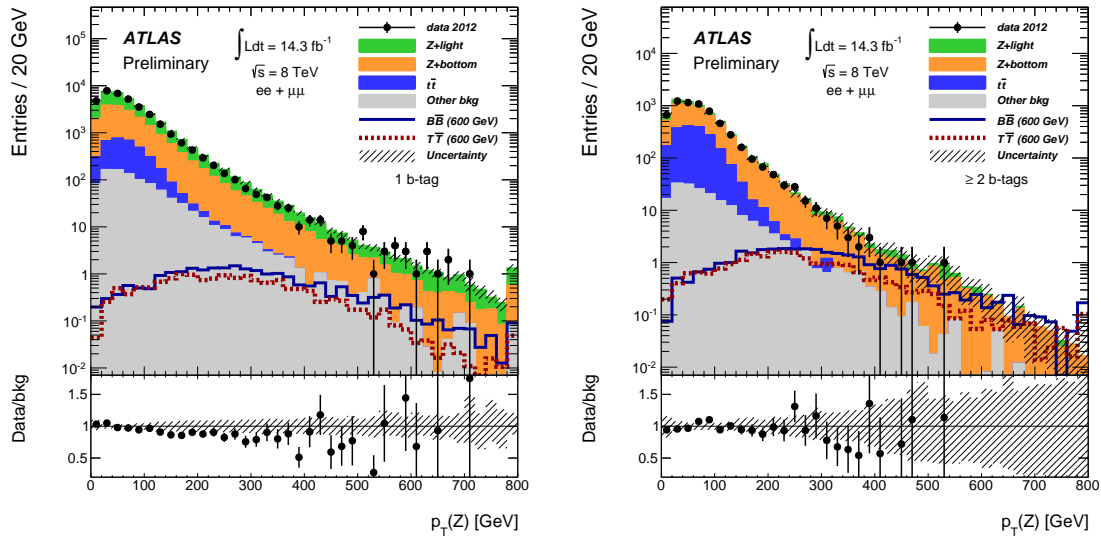 Entries / 20 GeV
10⁵
10⁴
10³
10²
10
1
10⁻¹
10⁻²
ATLAS
Preliminary
∫Ldt = 14.3 fb⁻¹
√s = 8 TeV
ee + μμ
data 2012
Z+light
Z+bottom
tt̄
Other bkg
BB̄ (600 GeV)
TT̄ (600 GeV)
Uncertainty
1 b-tag
Data/bkg
1.5
1
0.5
0 100 200 300 400 500 600 700 800
p_T(Z) [GeV]
Entries / 20 GeV
10⁴
10³
10²
10
1
10⁻¹
10⁻²
ATLAS
Preliminary
∫Ldt = 14.3 fb⁻¹
√s = 8 TeV
ee + μμ
data 2012
Z+light
Z+bottom
tt̄
Other bkg
BB̄ (600 GeV)
TT̄ (600 GeV)
Uncertainty
≥ 2 b-tags
Data/bkg
1.5
1
0.5
0 100 200 300 400 500 600 700 800
p_T(Z) [GeV]